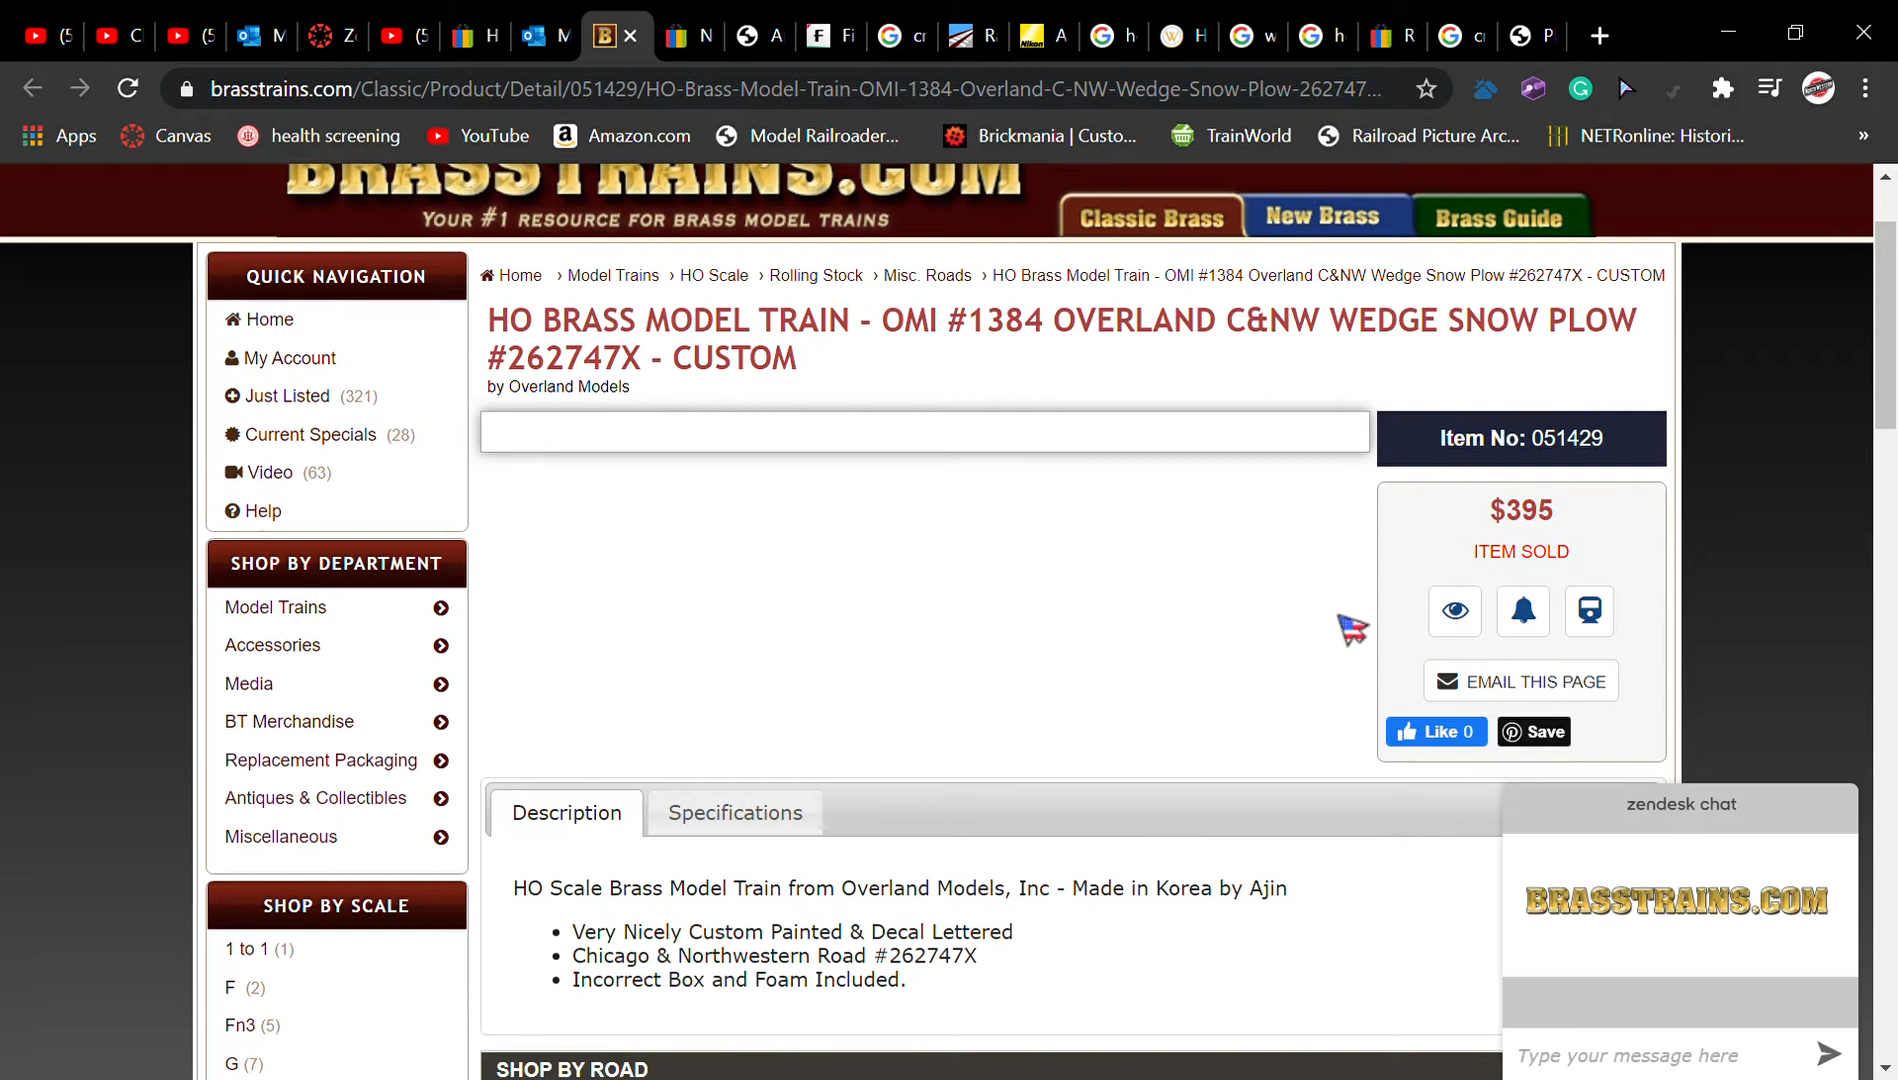 (5
C
(5
M
Z
(5
H
M
N
A
Fi
cr
R
A
h
H
w
h
R
cr
P
brasstrains.com/Classic/Product/Detail/051429/HO-Brass-Model-Train-OMI-1384-Overland-C-NW-Wedge-Snow-Plow-262747...
Apps
Canvas
health screening
YouTube
Amazon.com
Model Railroader...
Brickmania | Custo...
TrainWorld
Railroad Picture Arc...
NETRonline: Histori...
»
BRASSTRAINS.COM
YOUR #1 RESOURCE FOR BRASS MODEL TRAINS
Classic Brass
New Brass
Brass Guide
QUICK NAVIGATION
Home
My Account
Just Listed (321)
Current Specials (28)
Video (63)
Help
SHOP BY DEPARTMENT
Model Trains
Accessories
Media
BT Merchandise
Replacement Packaging
Antiques & Collectibles
Miscellaneous
SHOP BY SCALE
1 to 1 (1)
F (2)
Fn3 (5)
G (7)
Home › Model Trains › HO Scale › Rolling Stock › Misc. Roads › HO Brass Model Train - OMI #1384 Overland C&NW Wedge Snow Plow #262747X - CUSTOM
HO BRASS MODEL TRAIN - OMI #1384 OVERLAND C&NW WEDGE SNOW PLOW
#262747X - CUSTOM
by Overland Models
Item No: 051429
$395
ITEM SOLD
EMAIL THIS PAGE
Like 0
Save
Description
Specifications
HO Scale Brass Model Train from Overland Models, Inc - Made in Korea by Ajin
• Very Nicely Custom Painted & Decal Lettered
• Chicago & Northwestern Road #262747X
• Incorrect Box and Foam Included.
SHOP BY ROAD
zendesk chat
BRASSTRAINS.COM
Type your message here